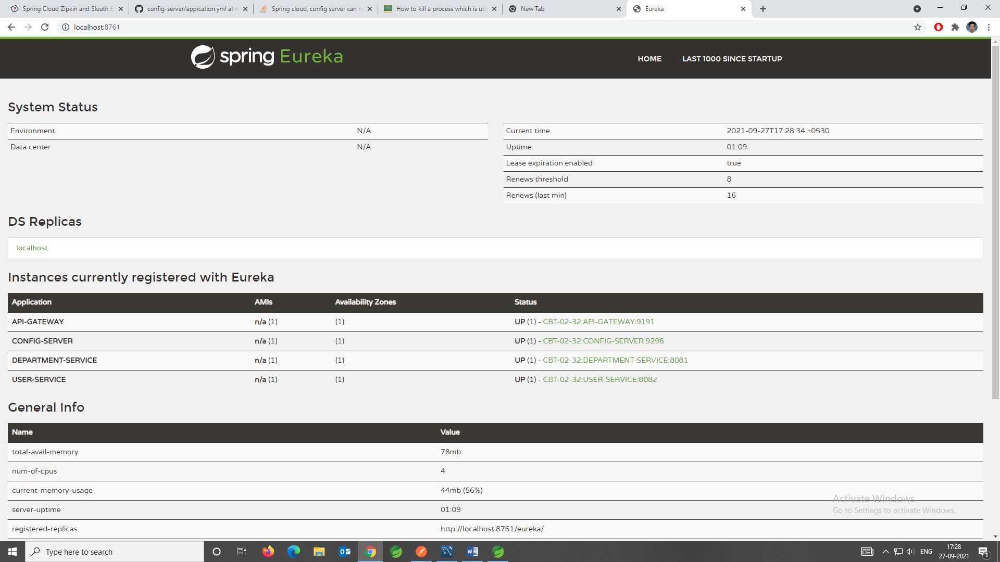 Spring Cloud Zipkin and Sleuth E
config-server/appication.yml at m
Spring cloud, config server can n
How to kill a process which is usi
New Tab
Eureka
localhost:8761
spring Eureka
HOME
LAST 1000 SINCE STARTUP
System Status
Environment N/A
Data center N/A
Current time 2021-09-27T17:28:34 +0530
Uptime 01:09
Lease expiration enabled true
Renews threshold 8
Renews (last min) 16
DS Replicas
localhost
Instances currently registered with Eureka
Application AMIs Availability Zones Status
API-GATEWAY n/a (1) (1) UP (1) - CBT-02-32:API-GATEWAY:9191
CONFIG-SERVER n/a (1) (1) UP (1) - CBT-02-32:CONFIG-SERVER:9296
DEPARTMENT-SERVICE n/a (1) (1) UP (1) - CBT-02-32:DEPARTMENT-SERVICE:8081
USER-SERVICE n/a (1) (1) UP (1) - CBT-02-32:USER-SERVICE:8082
General Info
Name Value
total-avail-memory 78mb
num-of-cpus 4
current-memory-usage 44mb (56%)
server-uptime 01:09
registered-replicas http://localhost:8761/eureka/
Activate Windows
Go to Settings to activate Windows.
Type here to search
ENG
17:28
27-09-2021
1